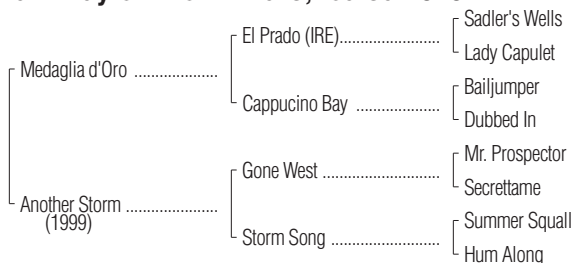 Sadler's Wells
El Prado (IRE)....................
Lady Capulet
Medaglia d'Oro ....................
Bailjumper
Cappucino Bay ....................
Dubbed In
Mr. Prospector
Gone West ............................
Secrettame
Another Storm ......................
(1999)
Summer Squall
Storm Song ..........................
Hum Along